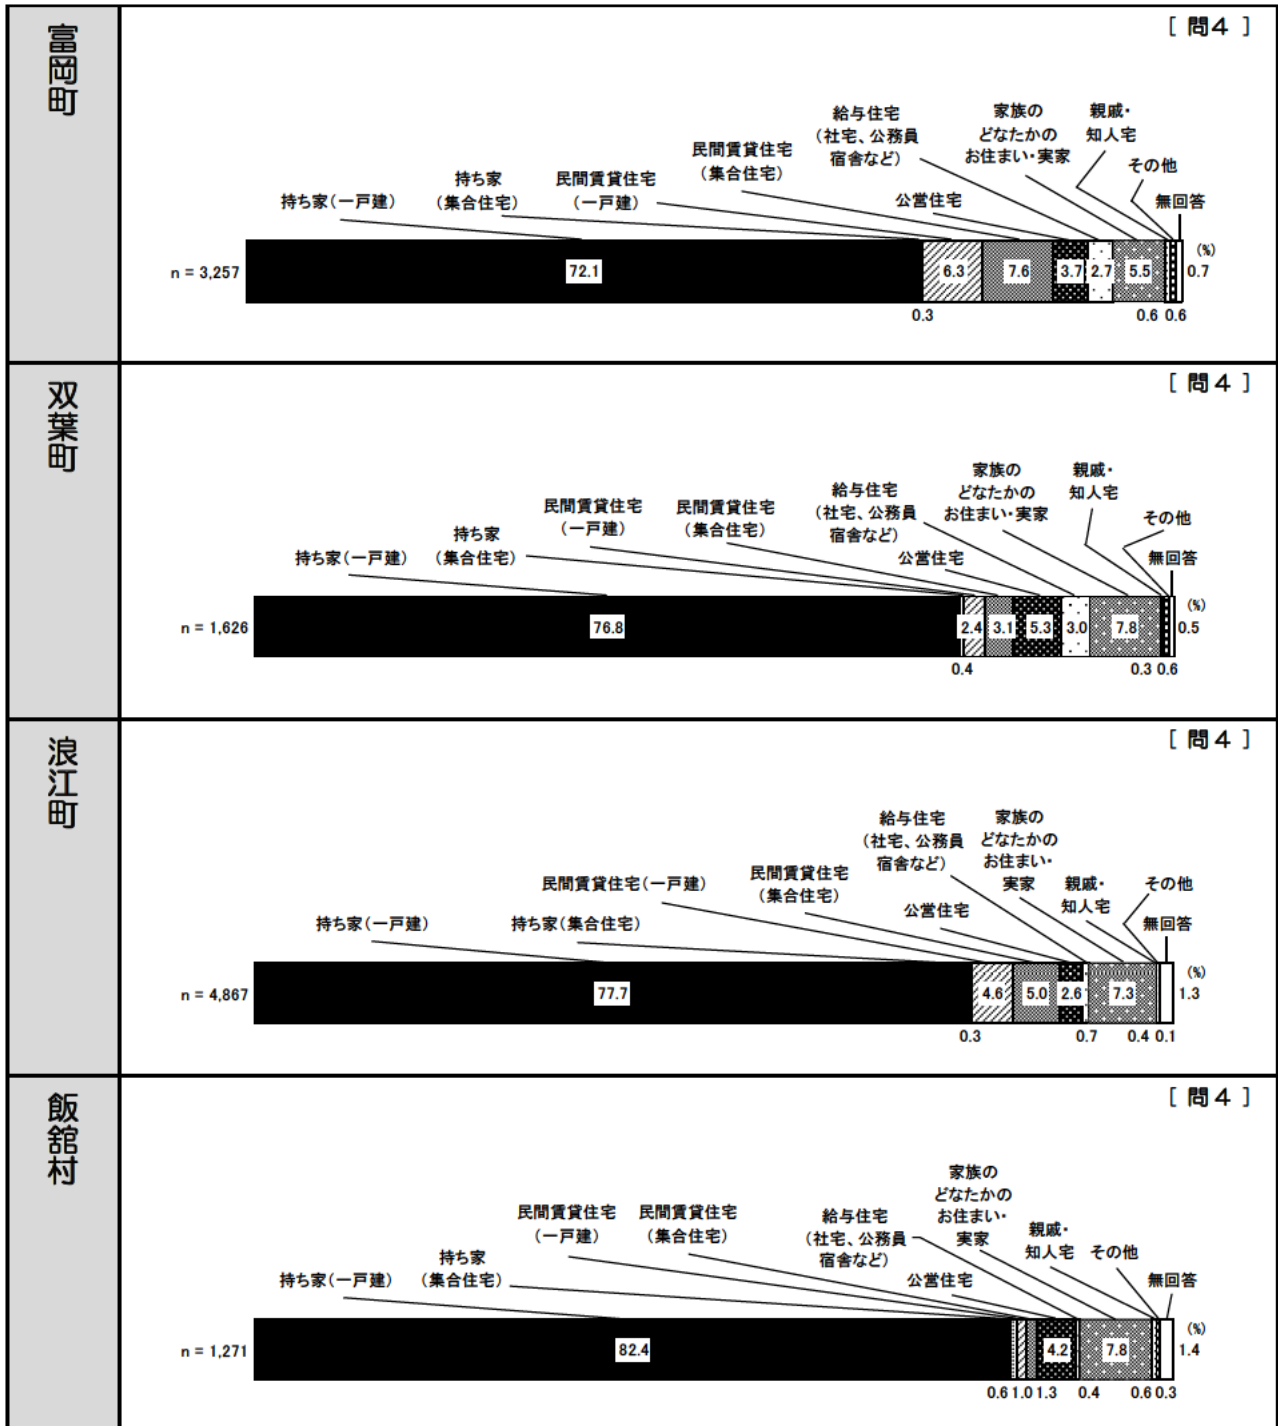 富岡町
[ 問4 ]
持ち家(一戸建)
持ち家
(集合住宅)
民間賃貸住宅
(一戸建)
民間賃貸住宅
(集合住宅)
給与住宅
(社宅、公務員
宿舎など)
公営住宅
家族の
どなたかの
お住まい・実家
親戚・
知人宅
その他
無回答
(%)
n = 3,257
72.1
6.3
7.6
3.7
2.7
5.5
0.7
0.3
0.6
0.6
双葉町
[ 問4 ]
持ち家(一戸建)
持ち家
(集合住宅)
民間賃貸住宅
(一戸建)
民間賃貸住宅
(集合住宅)
給与住宅
(社宅、公務員
宿舎など)
公営住宅
家族の
どなたかの
お住まい・実家
親戚・
知人宅
その他
無回答
(%)
n = 1,626
76.8
2.4
3.1
5.3
3.0
7.8
0.5
0.4
0.3
0.6
浪江町
[ 問4 ]
持ち家(一戸建)
持ち家(集合住宅)
民間賃貸住宅(一戸建)
民間賃貸住宅
(集合住宅)
給与住宅
(社宅、公務員
宿舎など)
公営住宅
家族の
どなたかの
お住まい・
実家
親戚・
知人宅
その他
無回答
(%)
n = 4,867
77.7
4.6
5.0
2.6
7.3
1.3
0.3
0.7
0.4
0.1
飯舘村
[ 問4 ]
持ち家(一戸建)
持ち家
(集合住宅)
民間賃貸住宅
(一戸建)
民間賃貸住宅
(集合住宅)
給与住宅
(社宅、公務員
宿舎など)
公営住宅
家族の
どなたかの
お住まい・
実家
親戚・
知人宅
その他
無回答
(%)
n = 1,271
82.4
4.2
7.8
1.4
0.6
1.0
1.3
0.4
0.6
0.3